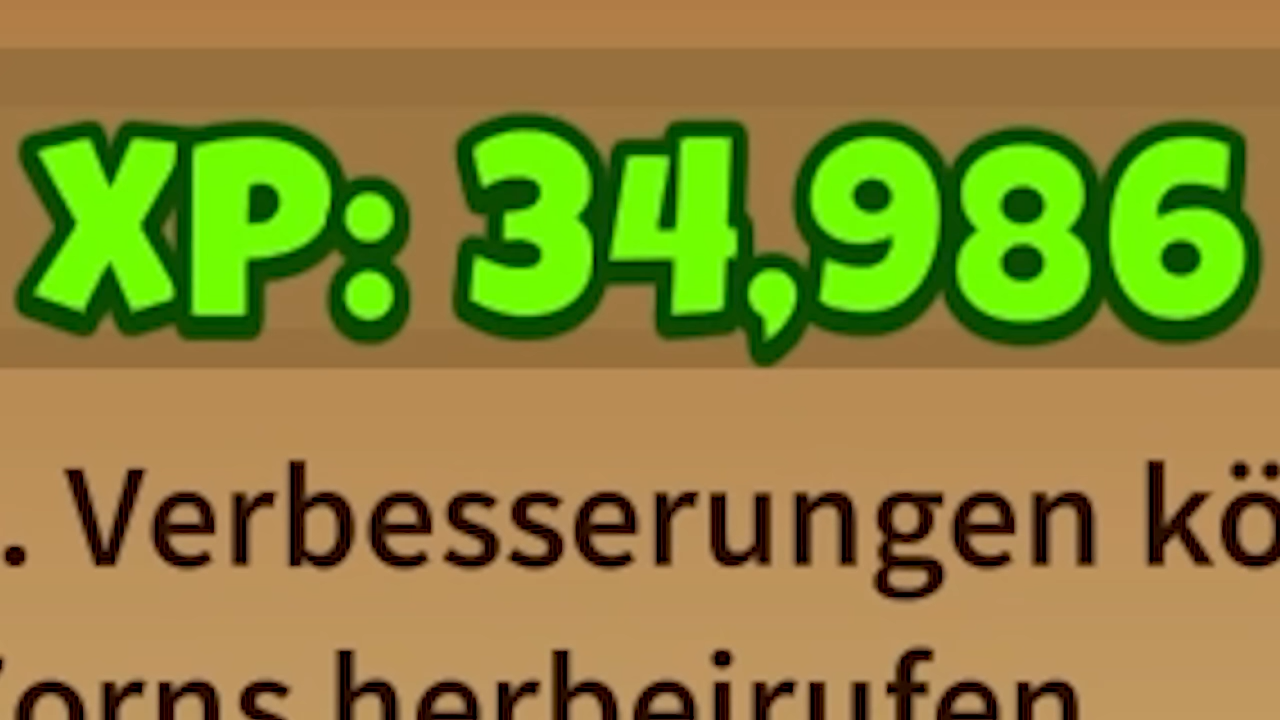 XP: 34,986
. Verbesserungen kö
orns herbeirufen